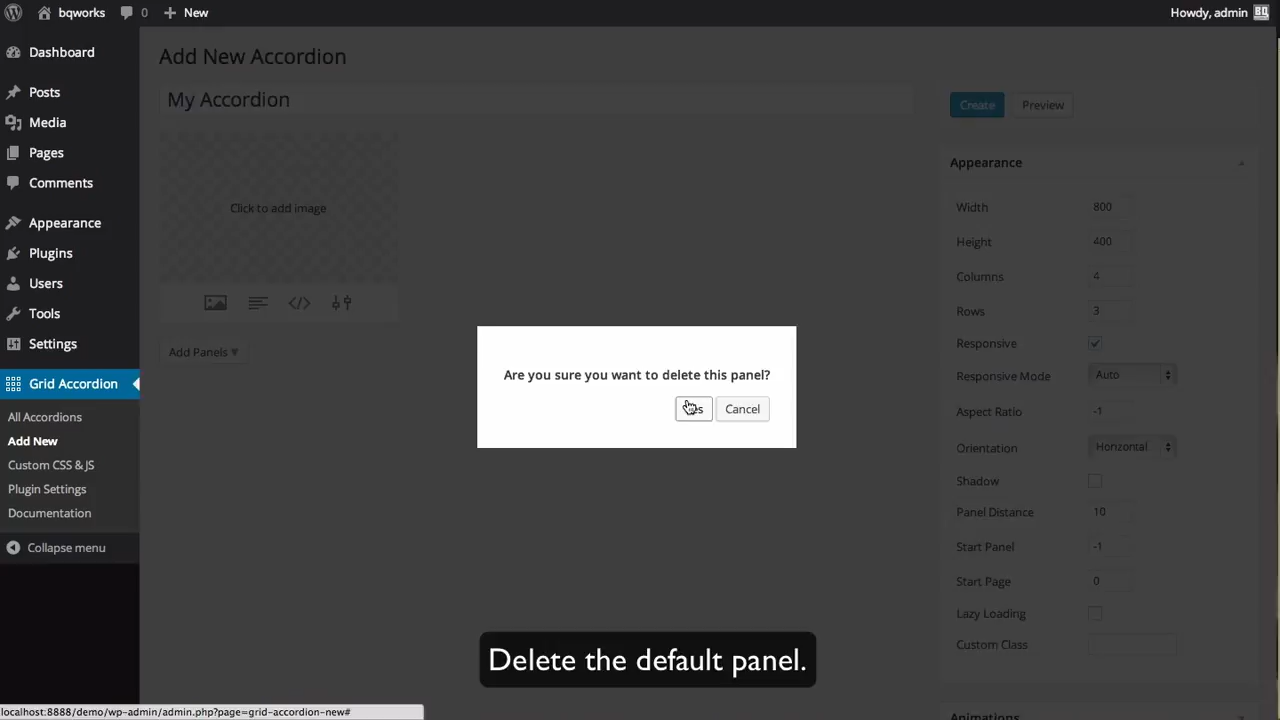 bqworks
0
New
Howdy, admin
Dashboard
Posts
Media
Pages
Comments
Appearance
Plugins
Users
Tools
Settings
Grid Accordion
All Accordions
Add New
Custom CSS & JS
Plugin Settings
Documentation
Collapse menu
Add New Accordion
My Accordion
Click to add image
Add Panels ▼
Create
Preview
Appearance
Width 800
Height 400
Columns 4
Rows 3
Responsive
Responsive Mode Auto
Aspect Ratio -1
Orientation Horizontal
Shadow
Panel Distance 10
Start Panel -1
Start Page 0
Lazy Loading
Custom Class
Animations
Are you sure you want to delete this panel?
Cancel
Delete the default panel.
localhost:8888/demo/wp-admin/admin.php?page=grid-accordion-new#